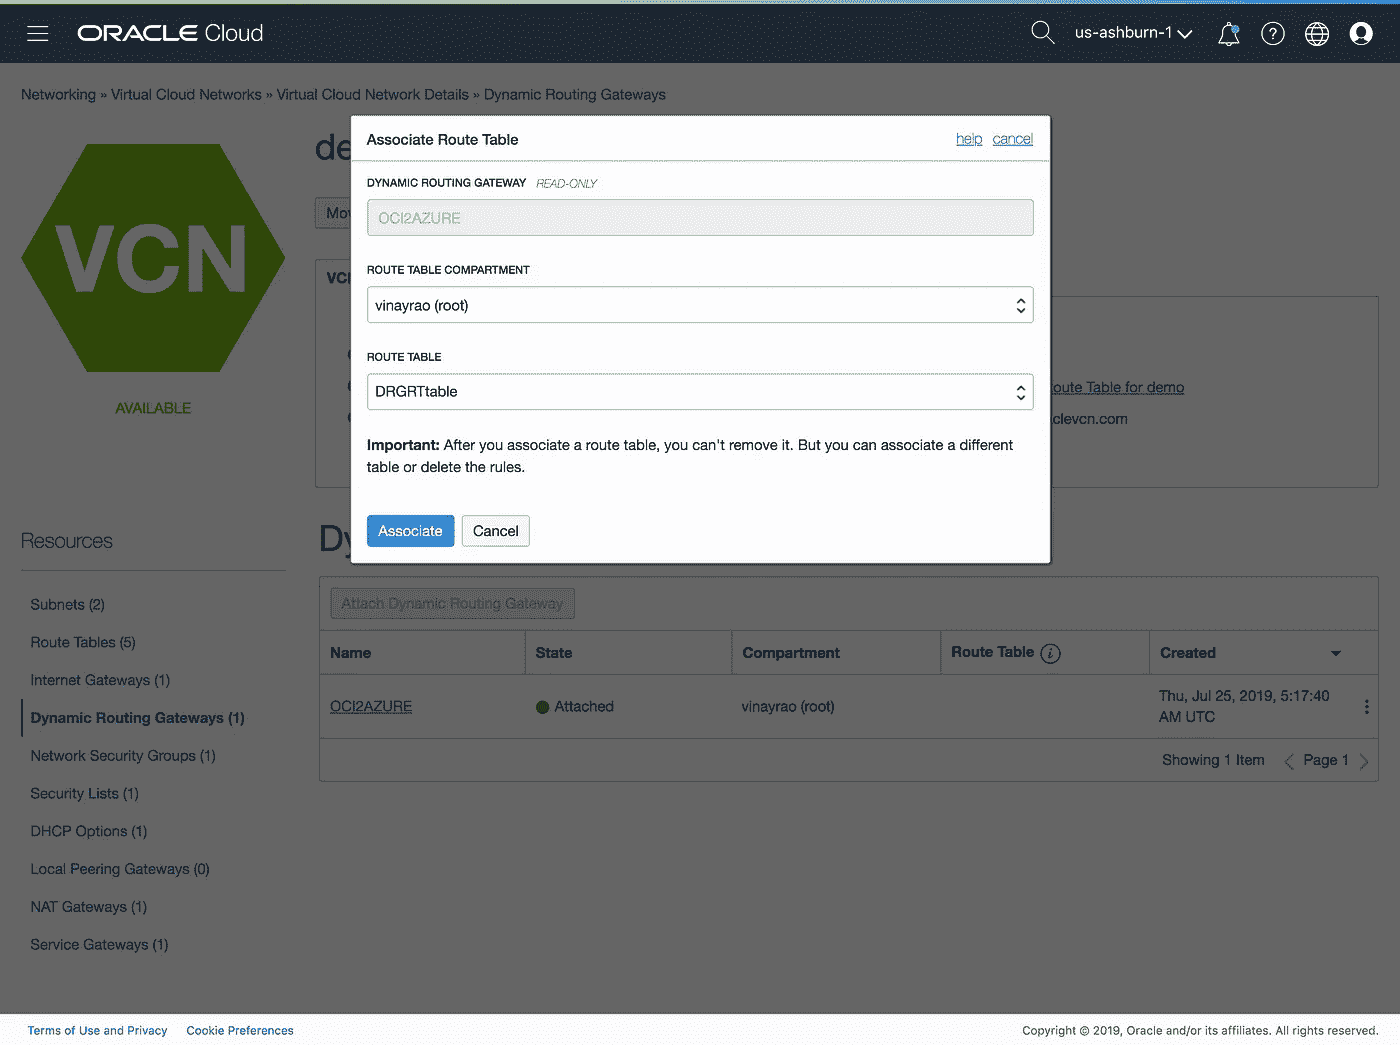 ORACLE Cloud
us-ashburn-1
Networking » Virtual Cloud Networks » Virtual Cloud Network Details » Dynamic Routing Gateways
VCN
AVAILABLE
Associate Route Table
help cancel
DYNAMIC ROUTING GATEWAY READ-ONLY
OCI2AZURE
ROUTE TABLE COMPARTMENT
vinayrao (root)
ROUTE TABLE
DRGRTtable
Important: After you associate a route table, you can't remove it. But you can associate a different
table or delete the rules.
Associate Cancel
oute Table for demo
clevcn.com
Resources
Subnets (2)
Route Tables (5)
Internet Gateways (1)
Dynamic Routing Gateways (1)
Network Security Groups (1)
Security Lists (1)
DHCP Options (1)
Local Peering Gateways (0)
NAT Gateways (1)
Service Gateways (1)
Attach Dynamic Routing Gateway
Name State Compartment Route Table i Created
OCI2AZURE Attached vinayrao (root) Thu, Jul 25, 2019, 5:17:40
AM UTC
Showing 1 Item Page 1
Terms of Use and Privacy Cookie Preferences
Copyright © 2019, Oracle and/or its affiliates. All rights reserved.